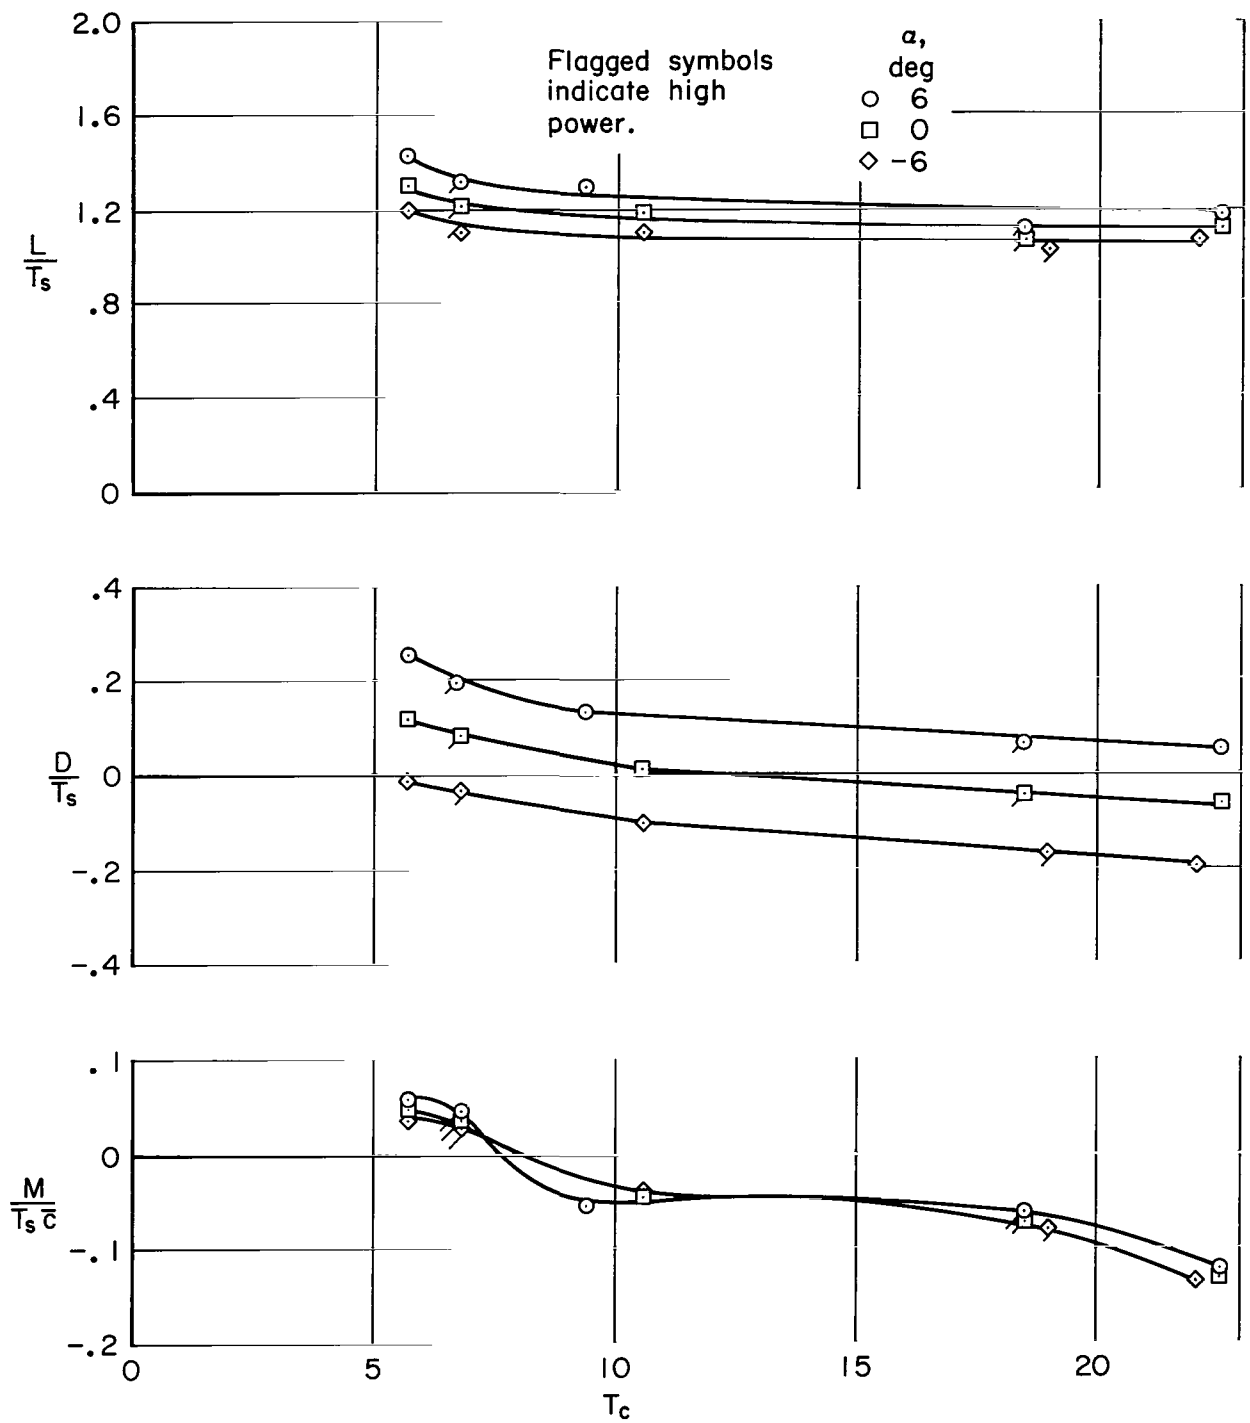 2.0
1.6
1.2
.8
.4
0
L
Ts
Flagged symbols
indicate high
power.
α,
deg
6
0
-6
.4
.2
0
-.2
-.4
D
Ts
.1
0
-.1
-.2
M
Ts c̄
0 5 10 15 20
Tc